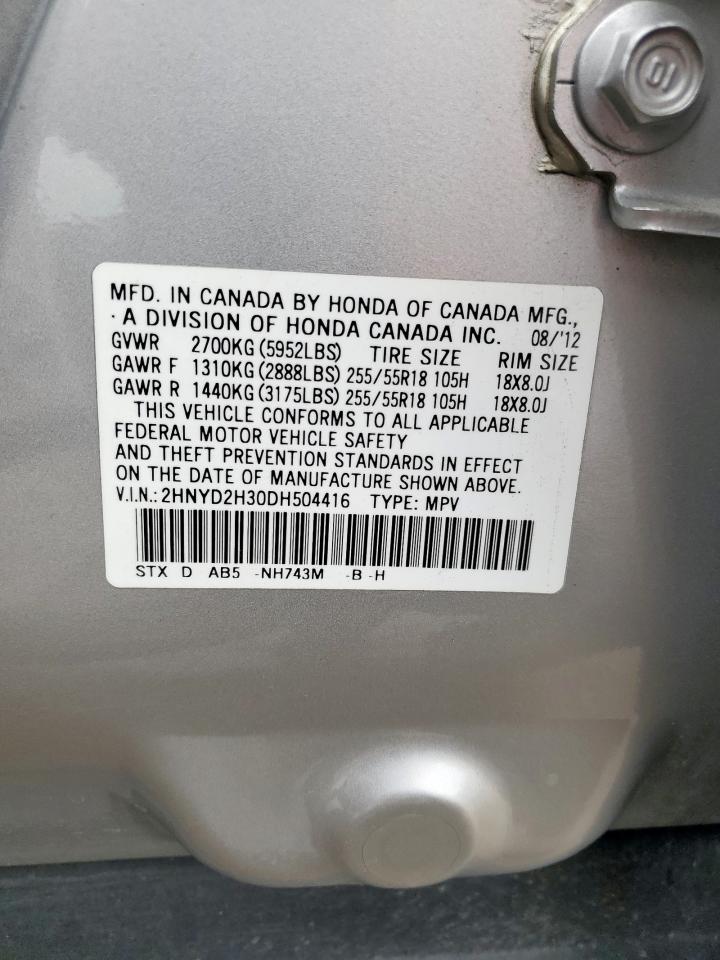 MFD. IN CANADA BY HONDA OF CANADA MFG.,
· A DIVISION OF HONDA CANADA INC. 08/'12
GVWR 2700KG (5952LBS) TIRE SIZE RIM SIZE
GAWR F 1310KG (2888LBS) 255/55R18 105H 18X8.0J
GAWR R 1440KG (3175LBS) 255/55R18 105H 18X8.0J
THIS VEHICLE CONFORMS TO ALL APPLICABLE
FEDERAL MOTOR VEHICLE SAFETY
AND THEFT PREVENTION STANDARDS IN EFFECT
ON THE DATE OF MANUFACTURE SHOWN ABOVE.
V.I.N.: 2HNYD2H30DH504416 TYPE: MPV
STX D AB5 -NH743M -B -H